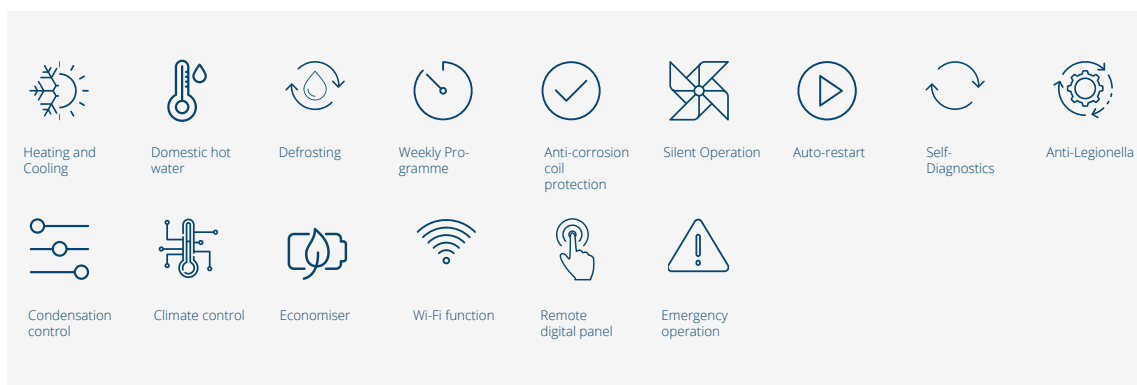 Heating and
Cooling
Domestic hot
water
Defrosting
Weekly Pro-
gramme
Anti-corrosion
coil
protection
Silent Operation
Auto-restart
Self-
Diagnostics
Anti-Legionella
Condensation
control
Climate control
Economiser
Wi-Fi function
Remote
digital panel
Emergency
operation